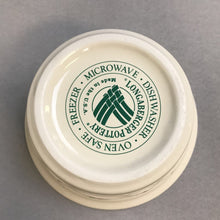 • MICROWAVE • DISHWASHER • OVEN SAFE • FREEZER
LONGABERGER POTTERY®
Made in the U.S.A.